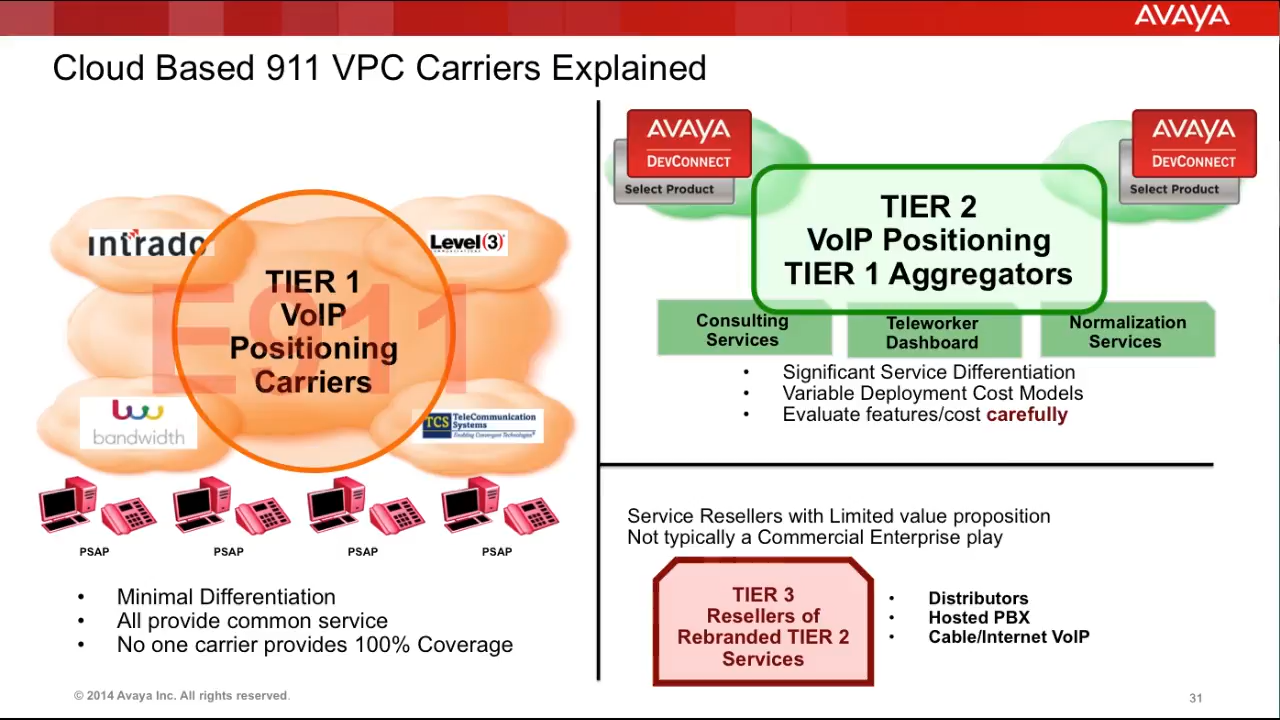 AVAYA
Cloud Based 911 VPC Carriers Explained
intrado
Level(3)
E911
TIER 1
VoIP
Positioning
Carriers
bandwidth
TCS TeleCommunication
Systems
Enabling Convergent Technologies®
PSAP
PSAP
PSAP
PSAP
• Minimal Differentiation
• All provide common service
• No one carrier provides 100% Coverage
AVAYA
DEVCONNECT
Select Product
AVAYA
DEVCONNECT
Select Product
TIER 2
VoIP Positioning
TIER 1 Aggregators
Consulting
Services
Teleworker
Dashboard
Normalization
Services
• Significant Service Differentiation
• Variable Deployment Cost Models
• Evaluate features/cost carefully
Service Resellers with Limited value proposition
Not typically a Commercial Enterprise play
TIER 3
Resellers of
Rebranded TIER 2
Services
• Distributors
• Hosted PBX
• Cable/Internet VoIP
© 2014 Avaya Inc. All rights reserved.
31